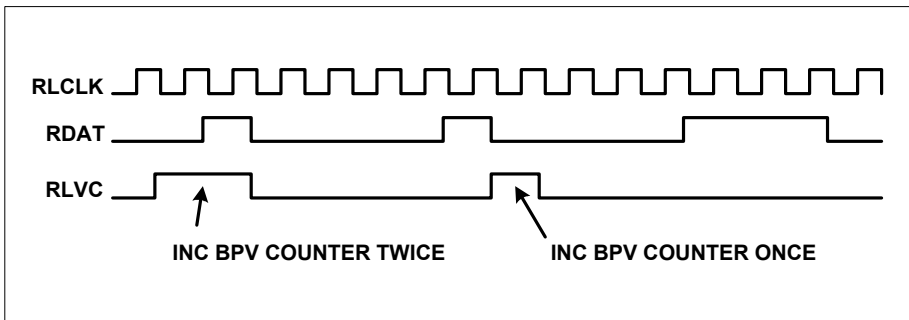 RLCLK
RDAT
RLVC
INC BPV COUNTER TWICE
INC BPV COUNTER ONCE